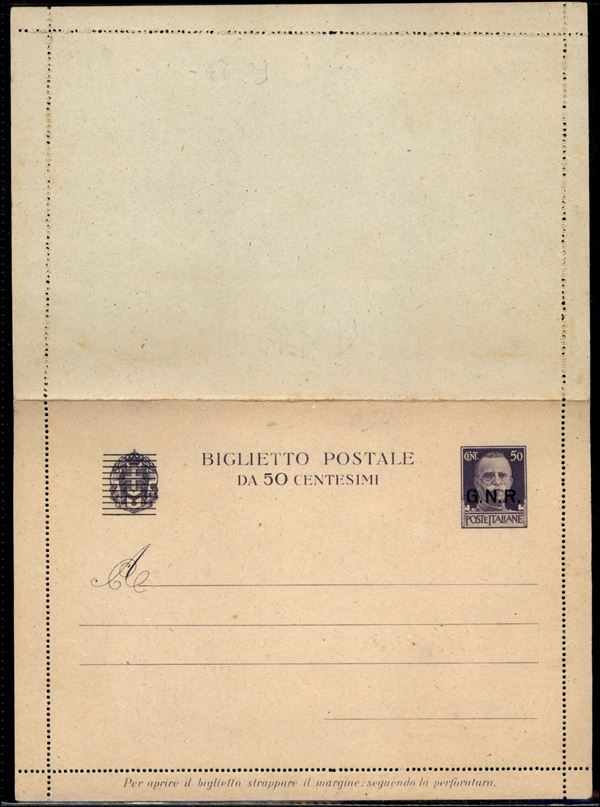 BIGLIETTO POSTALE
DA 50 CENTESIMI
CENT. 50
G.N.R.
POSTE ITALIANE
A
Per aprire il biglietto strappare il margine, seguendo la perforatura.